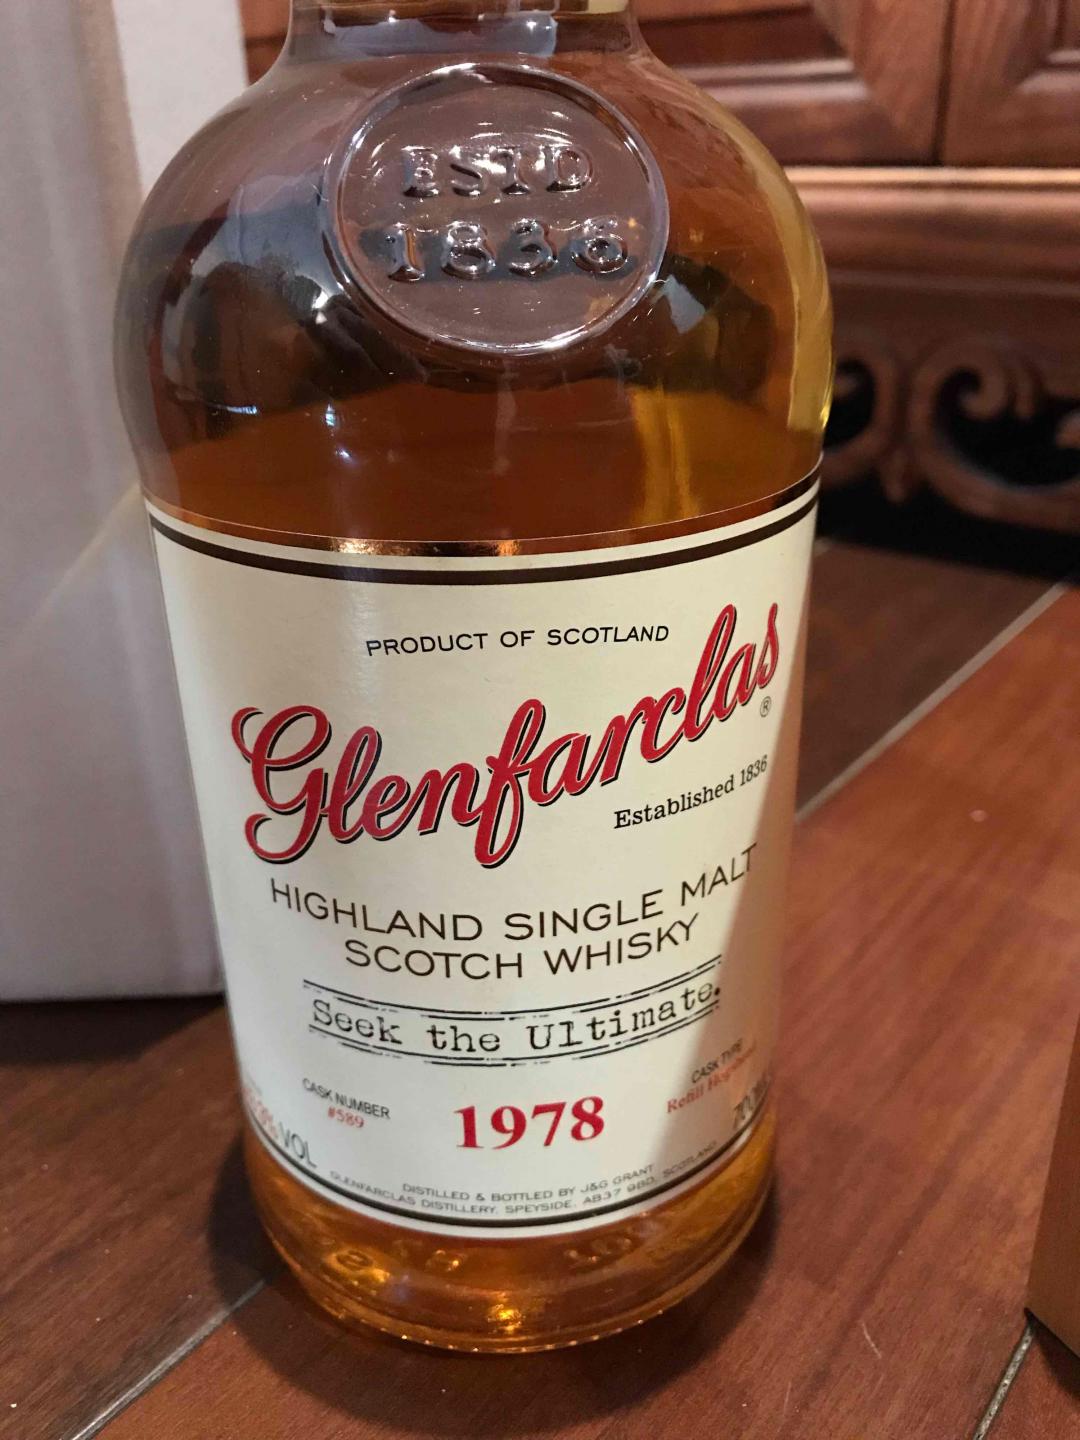 ESTD
1836
PRODUCT OF SCOTLAND
Glenfarclas®
Established 1836
HIGHLAND SINGLE MALT
SCOTCH WHISKY
Seek the Ultimate.
CASK NUMBER
#589
1978
CASK TYPE
Refill
VOL
DISTILLED & BOTTLED BY J&G GRANT
GLENFARCLAS DISTILLERY, SPEYSIDE, AB37 9BD, SCOTLAND